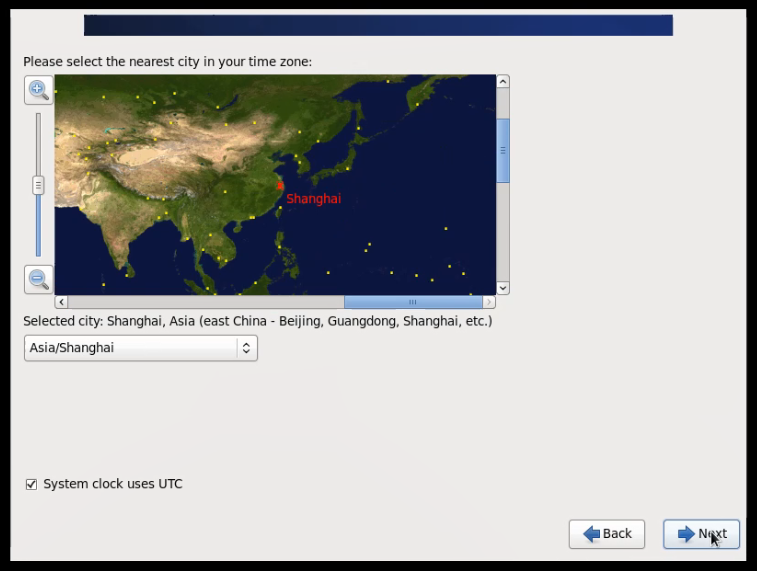 Please select the nearest city in your time zone:
Shanghai
Selected city: Shanghai, Asia (east China - Beijing, Guangdong, Shanghai, etc.)
Asia/Shanghai
System clock uses UTC
Back
Next